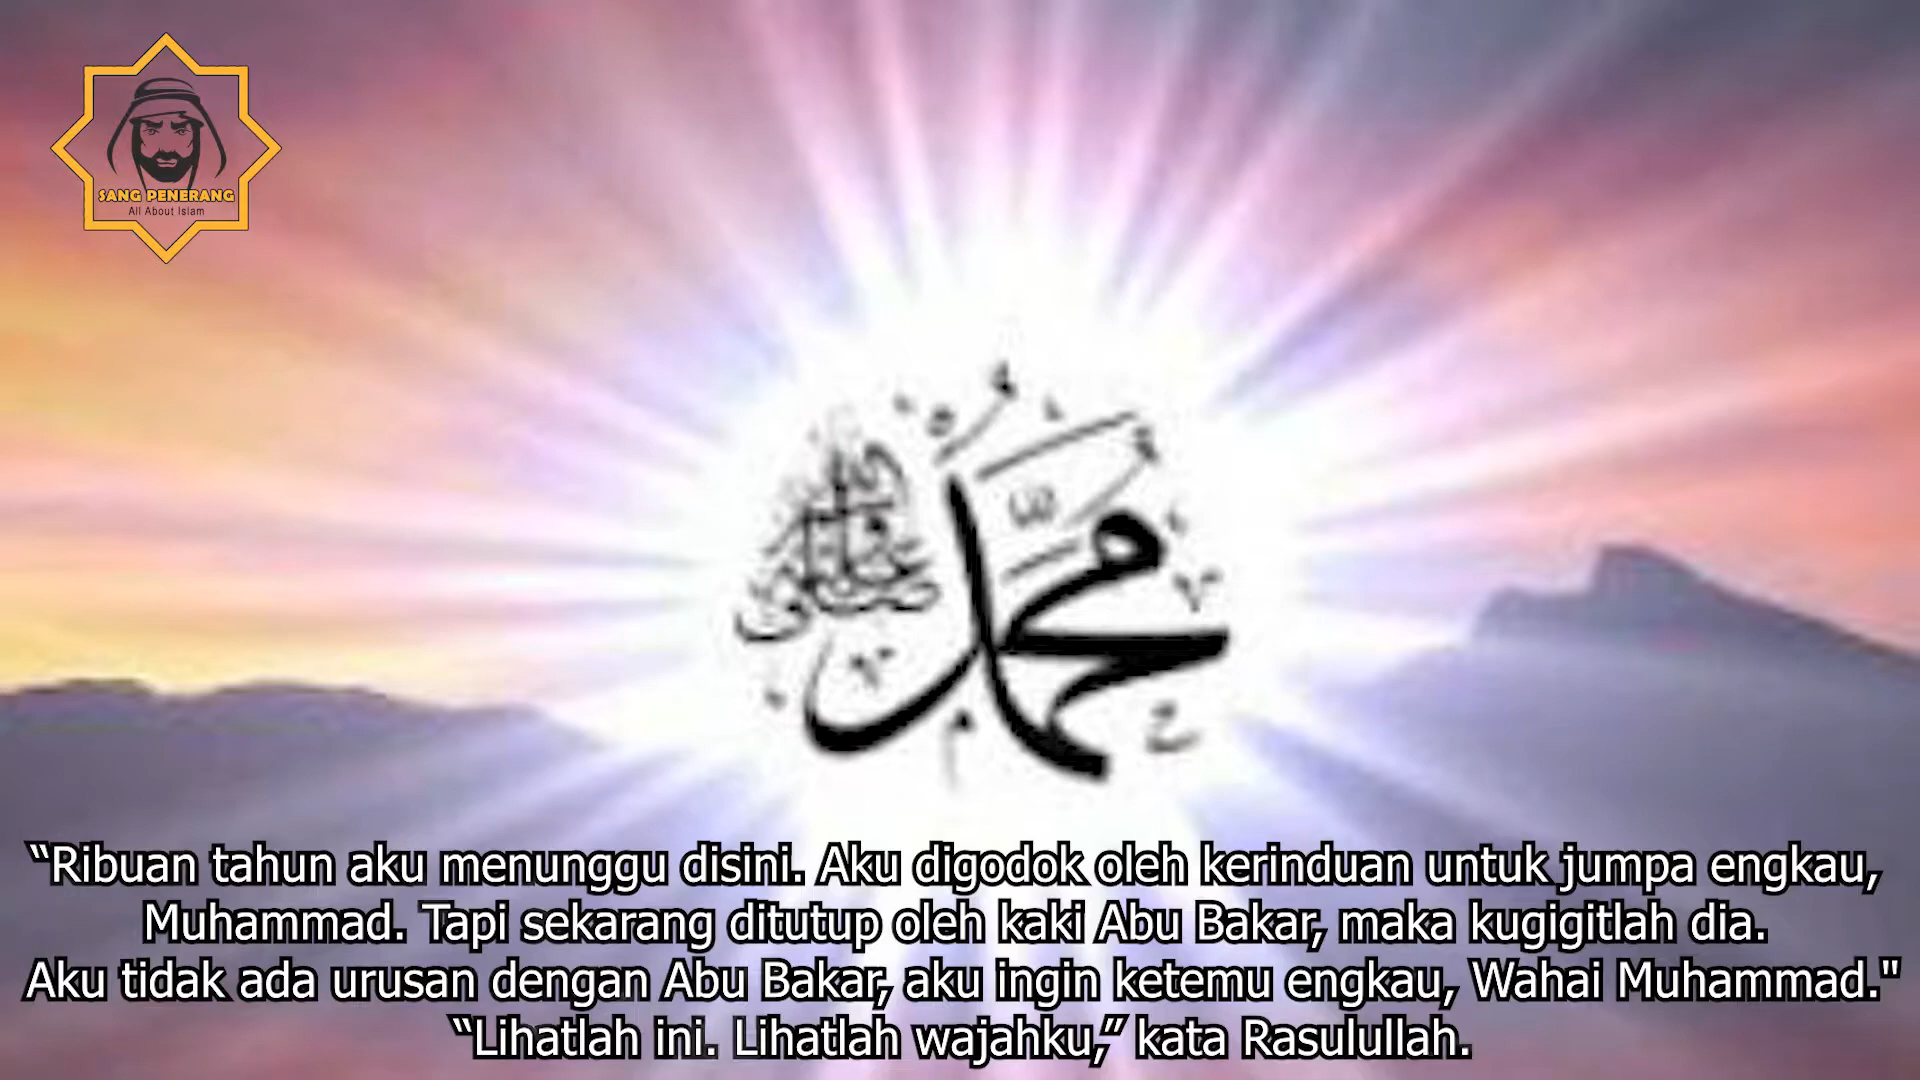 SANG PENERANG
All About Islam
محمد
“Ribuan tahun aku menunggu disini. Aku digodok oleh kerinduan untuk jumpa engkau,
Muhammad. Tapi sekarang ditutup oleh kaki Abu Bakar, maka kugigitlah dia.
Aku tidak ada urusan dengan Abu Bakar, aku ingin ketemu engkau, Wahai Muhammad."
“Lihatlah ini. Lihatlah wajahku,” kata Rasulullah.